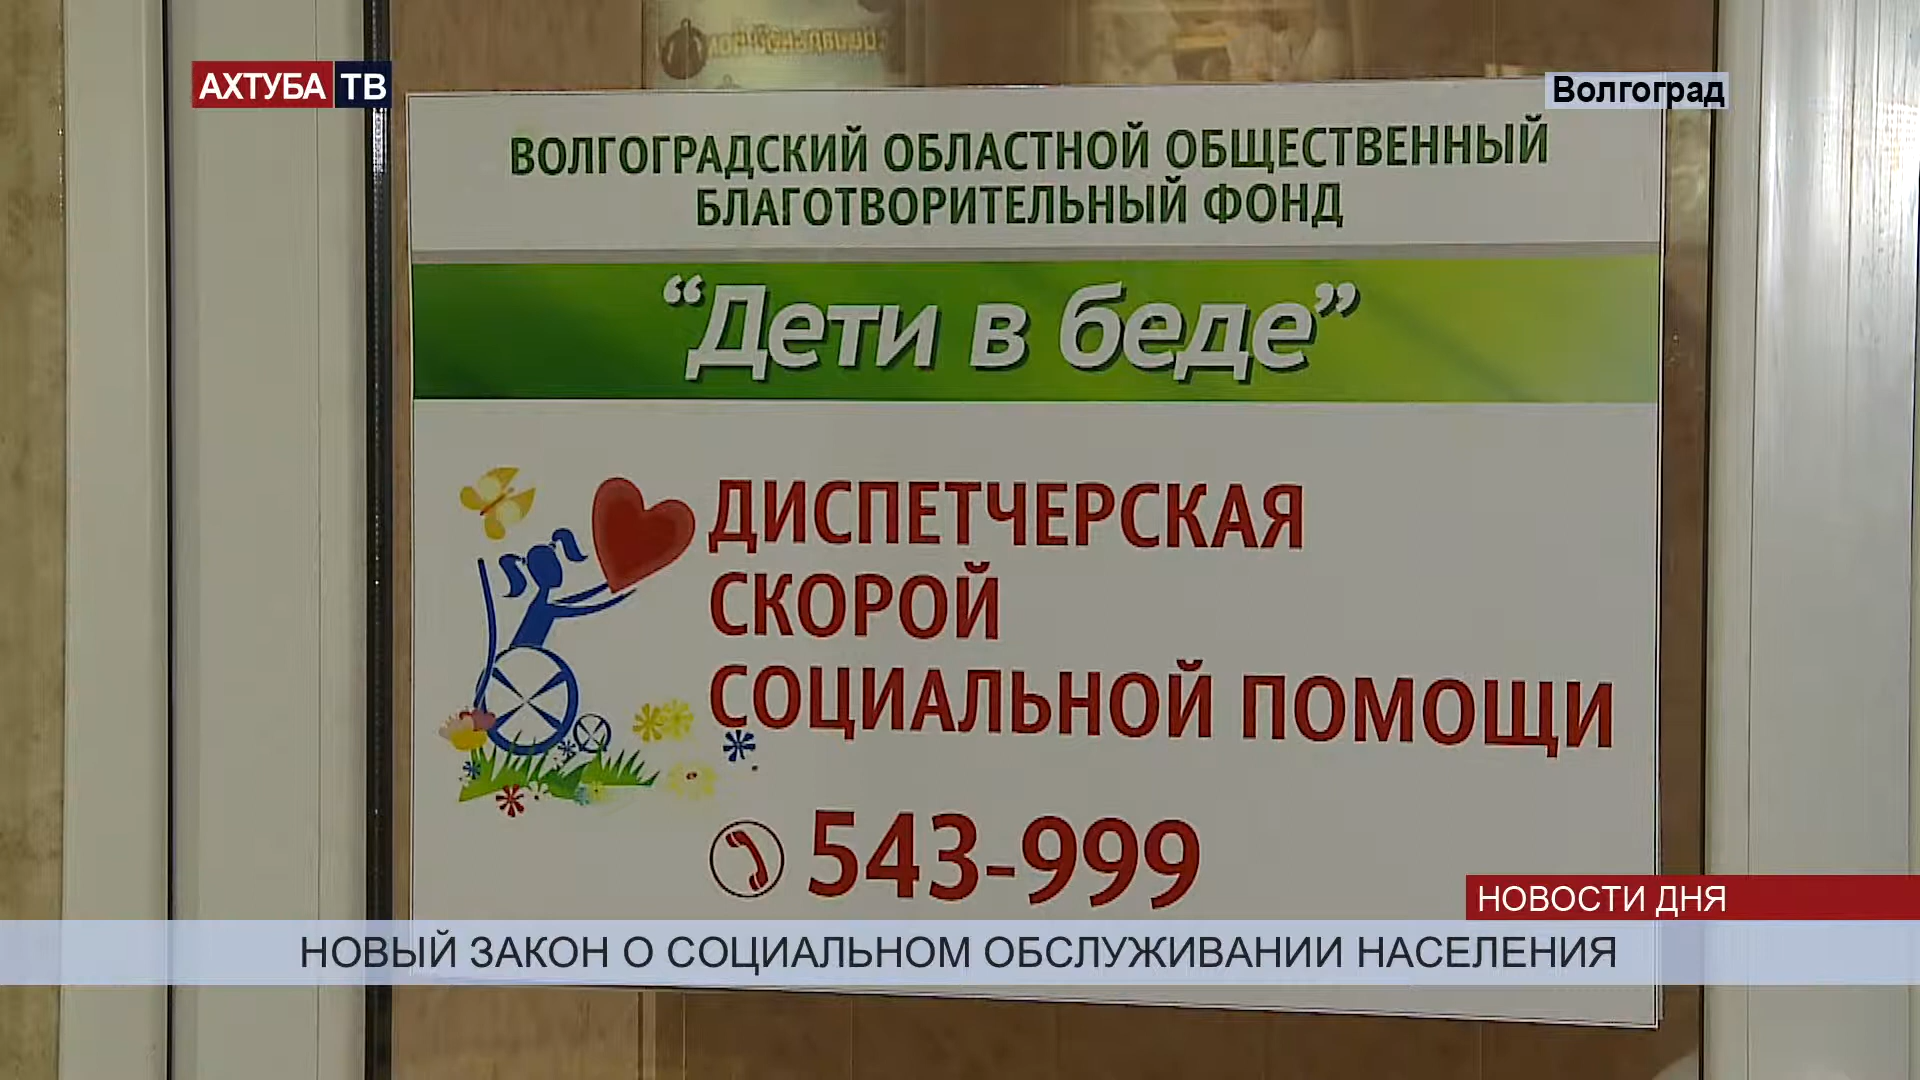 АХТУБА ТВ
Волгоград
ВОЛГОГРАДСКИЙ ОБЛАСТНОЙ ОБЩЕСТВЕННЫЙ
БЛАГОТВОРИТЕЛЬНЫЙ ФОНД
“Дети в беде”
ДИСПЕТЧЕРСКАЯ
СКОРОЙ
СОЦИАЛЬНОЙ ПОМОЩИ
543-999
НОВОСТИ ДНЯ
НОВЫЙ ЗАКОН О СОЦИАЛЬНОМ ОБСЛУЖИВАНИИ НАСЕЛЕНИЯ